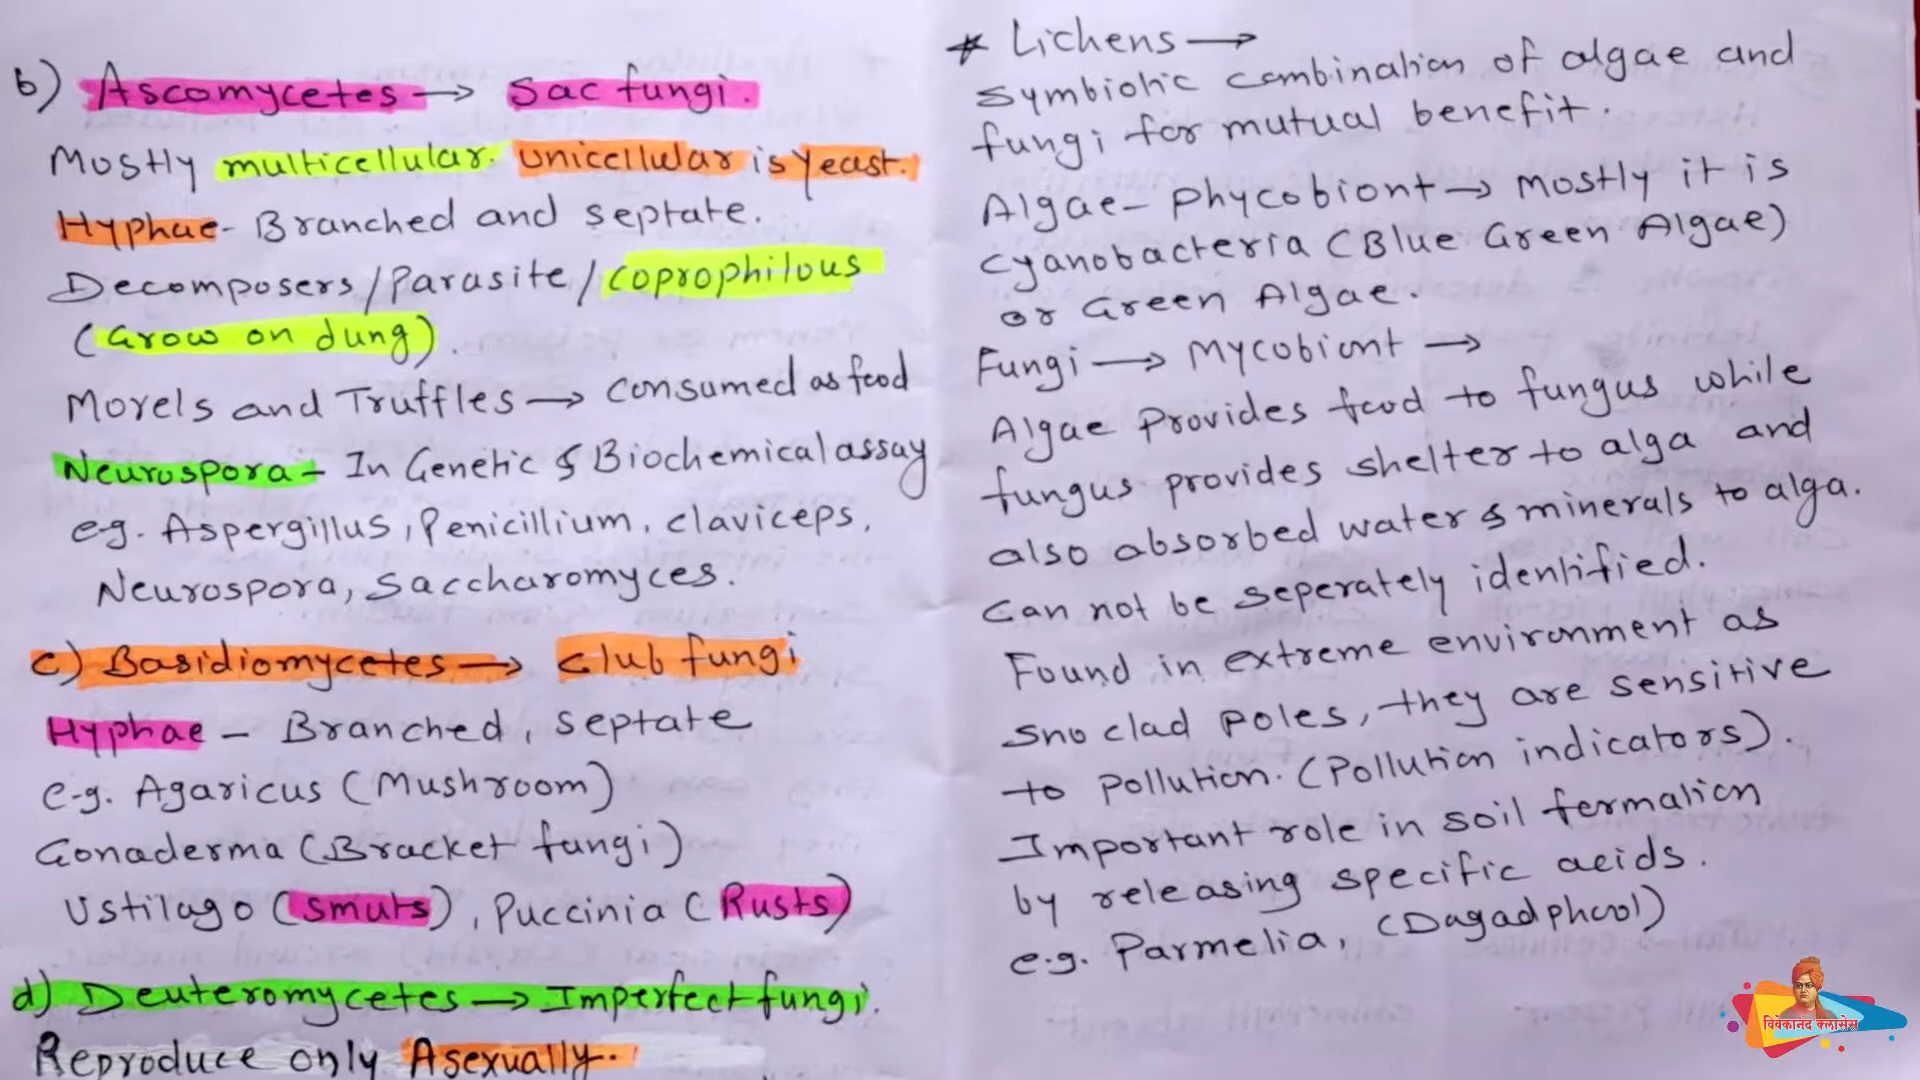 b) Ascomycetes → Sac fungi.
Mostly multicellular. Unicellular is yeast.
Hyphae - Branched and septate.
Decomposers/Parasite/coprophilous
(Grow on dung).
Morels and Truffles → consumed as food
Neurospora - In Genetic & Biochemical assay
eg. Aspergillus, Penicillium, claviceps,
Neurospora, Saccharomyces.
c) Basidiomycetes → Club fungi
Hyphae - Branched, septate
e.g. Agaricus (Mushroom)
Gonaderma (Bracket fungi)
Ustilago (smuts), Puccinia (Rusts)
d) Deuteromycetes → Imperfect fungi.
Reproduce only Asexually.
* Lichens →
symbiotic combination of algae and
fungi for mutual benefit.
Algae - Phycobiont → Mostly it is
cyanobacteria (Blue Green Algae)
or Green Algae.
Fungi → Mycobiont →
Algae provides food to fungus while
fungus provides shelter to alga and
also absorbed water & minerals to alga.
can not be seperately identified.
Found in extreme environment as
sno clad poles, they are sensitive
to pollution. (Pollution indicators).
Important role in soil formation
by releasing specific acids.
e.g. Parmelia, (Dagadphool)
विवेकानंद क्लासेस